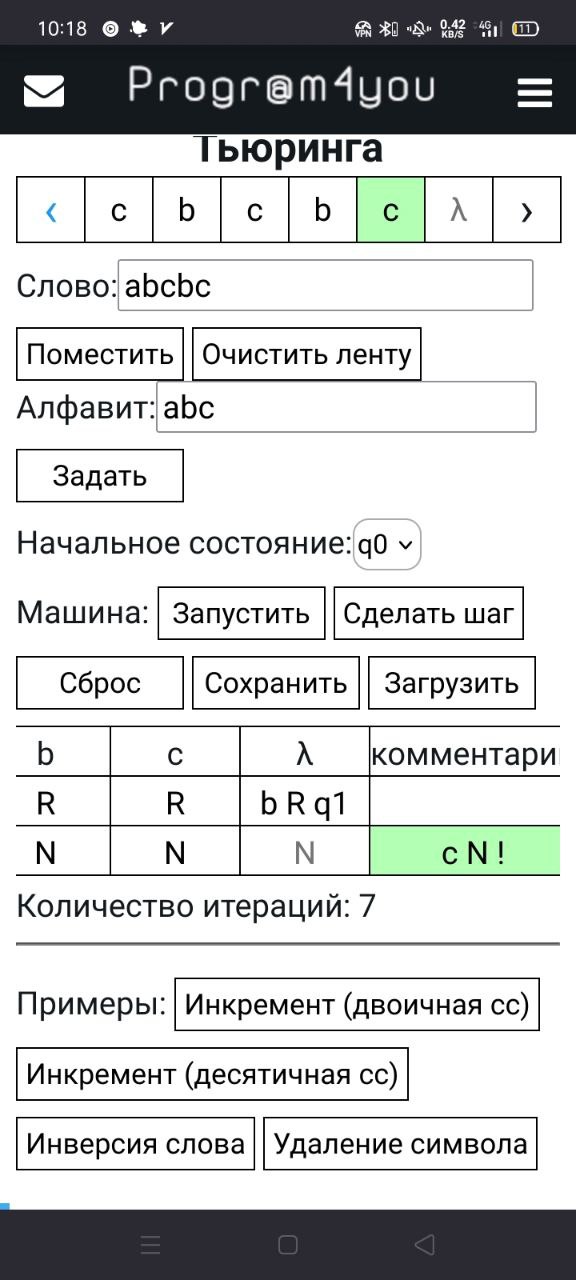 10:18 VPN 0.42 KB/S 4G 11
Progr@m4you
Тьюринга
‹ c b c b c λ ›
Слово: abcbc
Поместить Очистить ленту
Алфавит: abc
Задать
Начальное состояние: q0
Машина: Запустить Сделать шаг
Сброс Сохранить Загрузить
b c λ комментари
R R b R q1
N N N c N !
Количество итераций: 7
Примеры: Инкремент (двоичная сс)
Инкремент (десятичная сс)
Инверсия слова Удаление символа